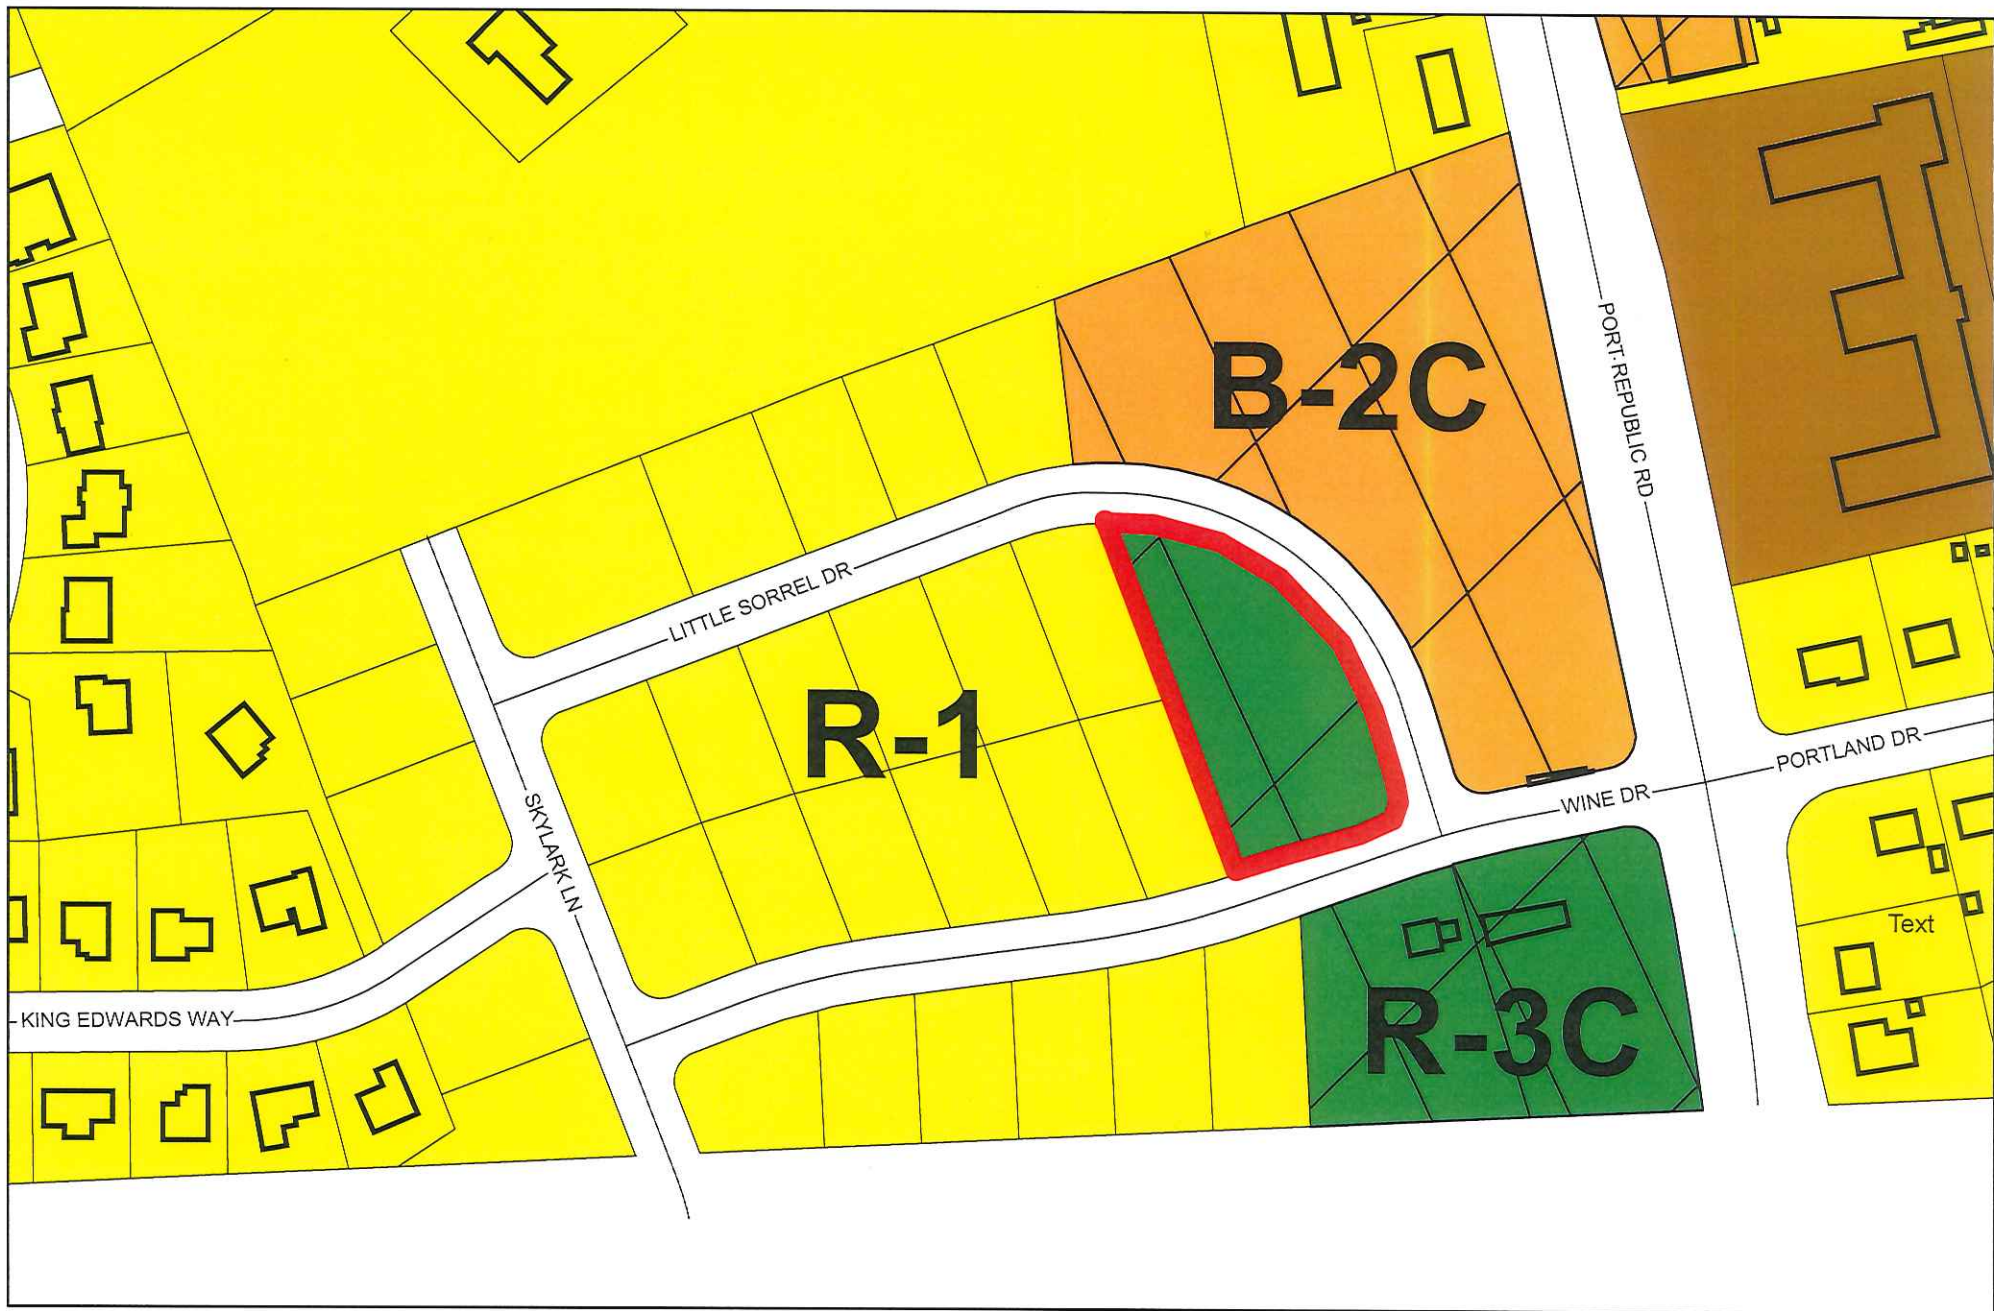 B-2C
PORT REPUBLIC RD
LITTLE SORREL DR
R-1
PORTLAND DR
WINE DR
SKYLARK LN
Text
KING EDWARDS WAY
R-3C